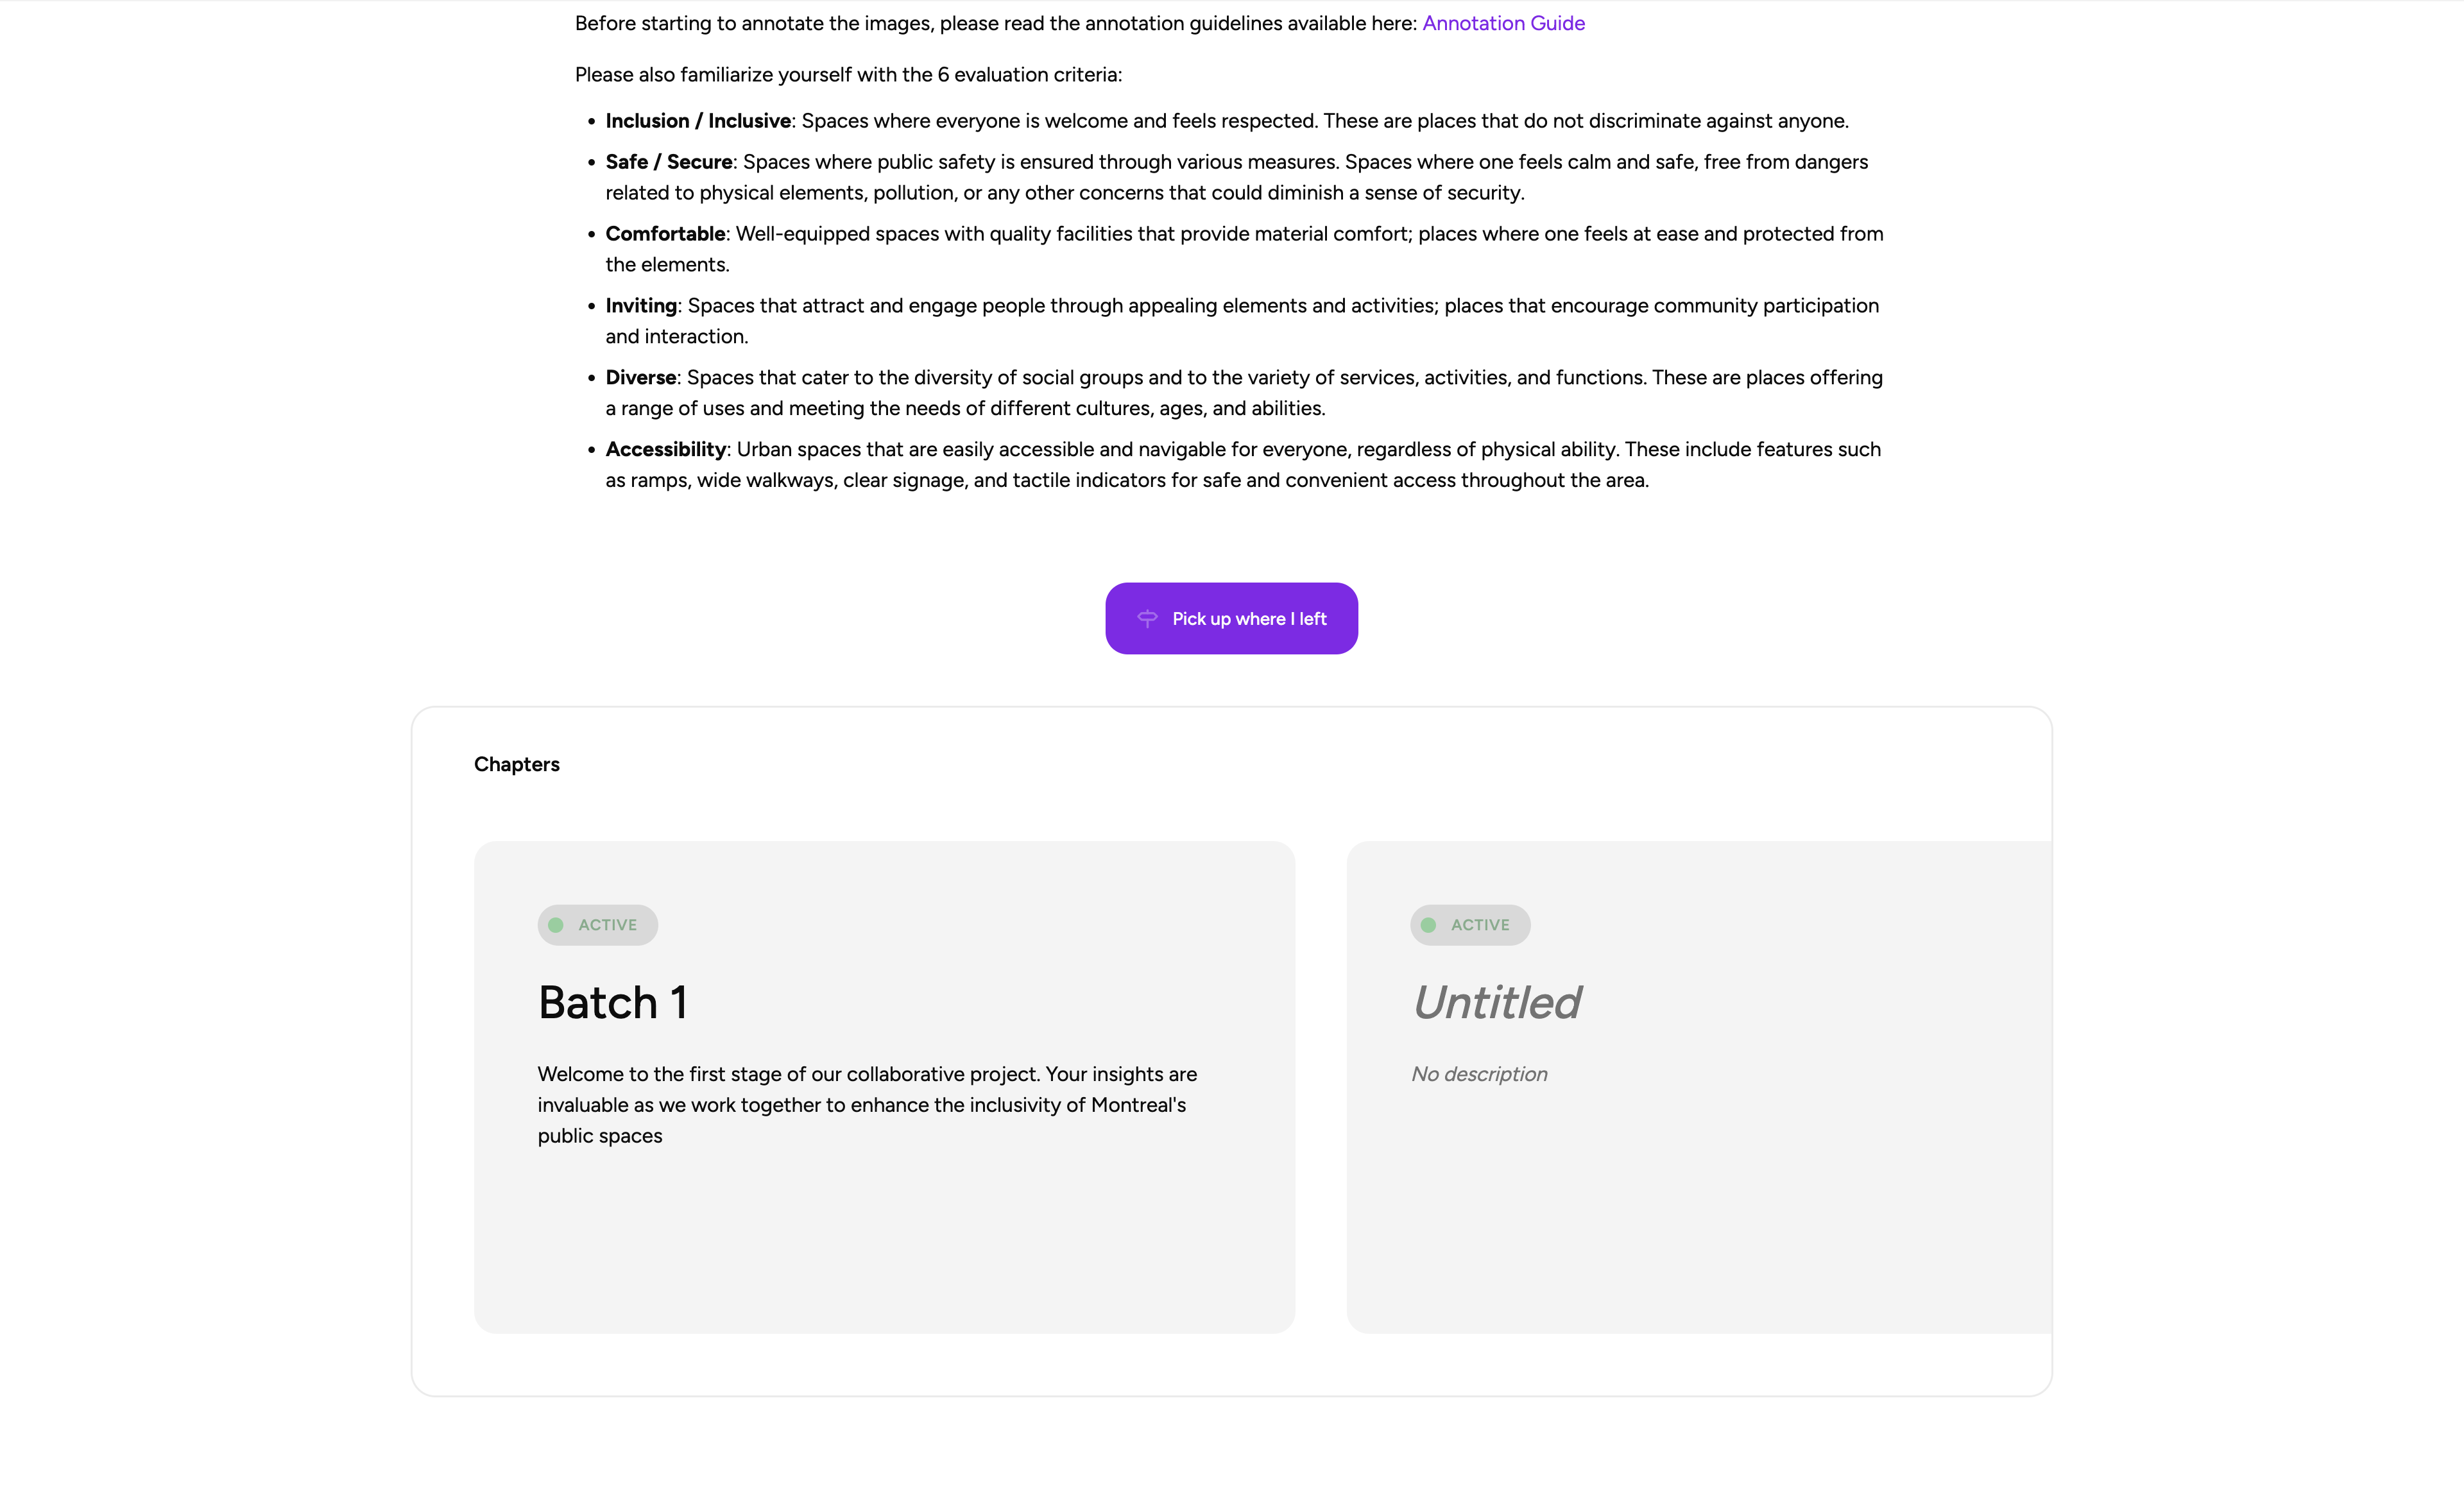 Before starting to annotate the images, please read the annotation guidelines available here: Annotation Guide
Please also familiarize yourself with the 6 evaluation criteria:
• Inclusion / Inclusive: Spaces where everyone is welcome and feels respected. These are places that do not discriminate against anyone.
• Safe / Secure: Spaces where public safety is ensured through various measures. Spaces where one feels calm and safe, free from dangers
related to physical elements, pollution, or any other concerns that could diminish a sense of security.
• Comfortable: Well-equipped spaces with quality facilities that provide material comfort; places where one feels at ease and protected from
the elements.
• Inviting: Spaces that attract and engage people through appealing elements and activities; places that encourage community participation
and interaction.
• Diverse: Spaces that cater to the diversity of social groups and to the variety of services, activities, and functions. These are places offering
a range of uses and meeting the needs of different cultures, ages, and abilities.
• Accessibility: Urban spaces that are easily accessible and navigable for everyone, regardless of physical ability. These include features such
as ramps, wide walkways, clear signage, and tactile indicators for safe and convenient access throughout the area.
Pick up where I left
Chapters
ACTIVE
Batch 1
Welcome to the first stage of our collaborative project. Your insights are
invaluable as we work together to enhance the inclusivity of Montreal's
public spaces
ACTIVE
Untitled
No description